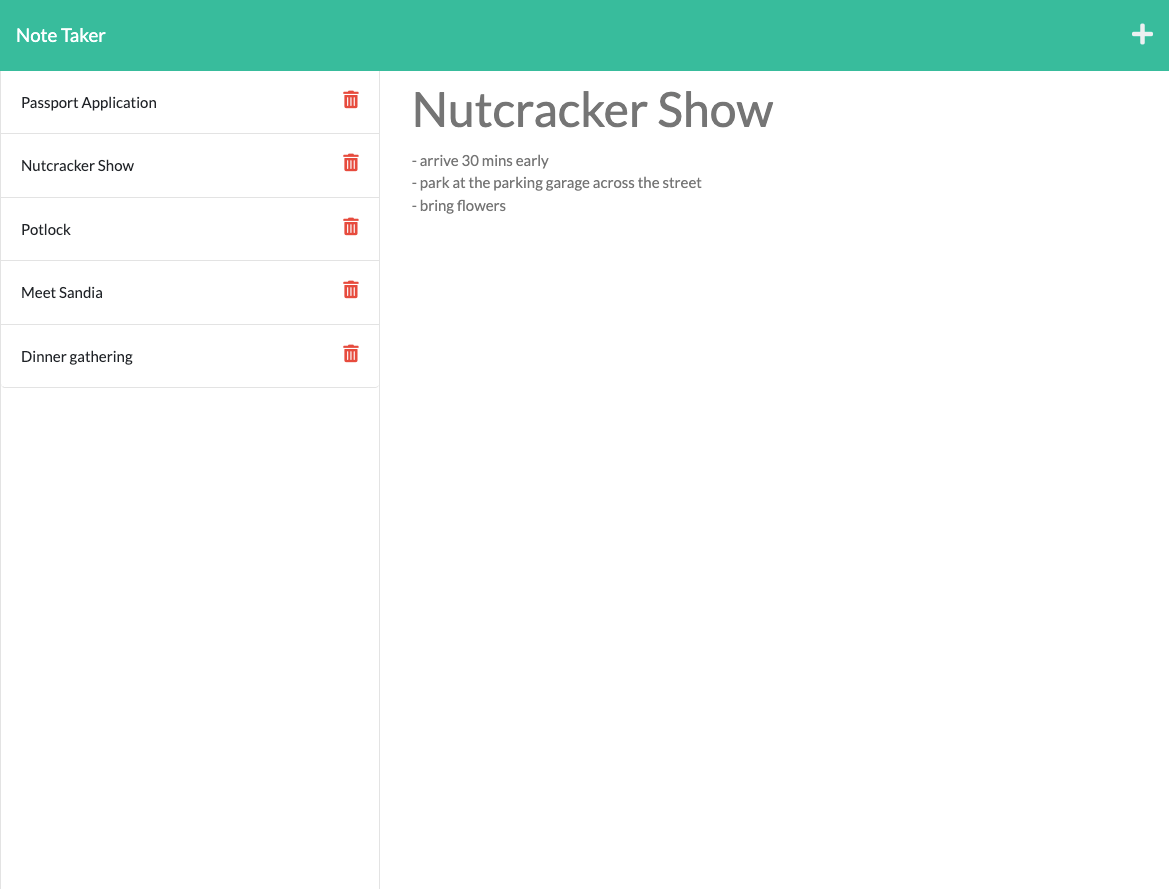 Note Taker
Passport Application
Nutcracker Show
Potlock
Meet Sandia
Dinner gathering
Nutcracker Show
- arrive 30 mins early
- park at the parking garage across the street
- bring flowers